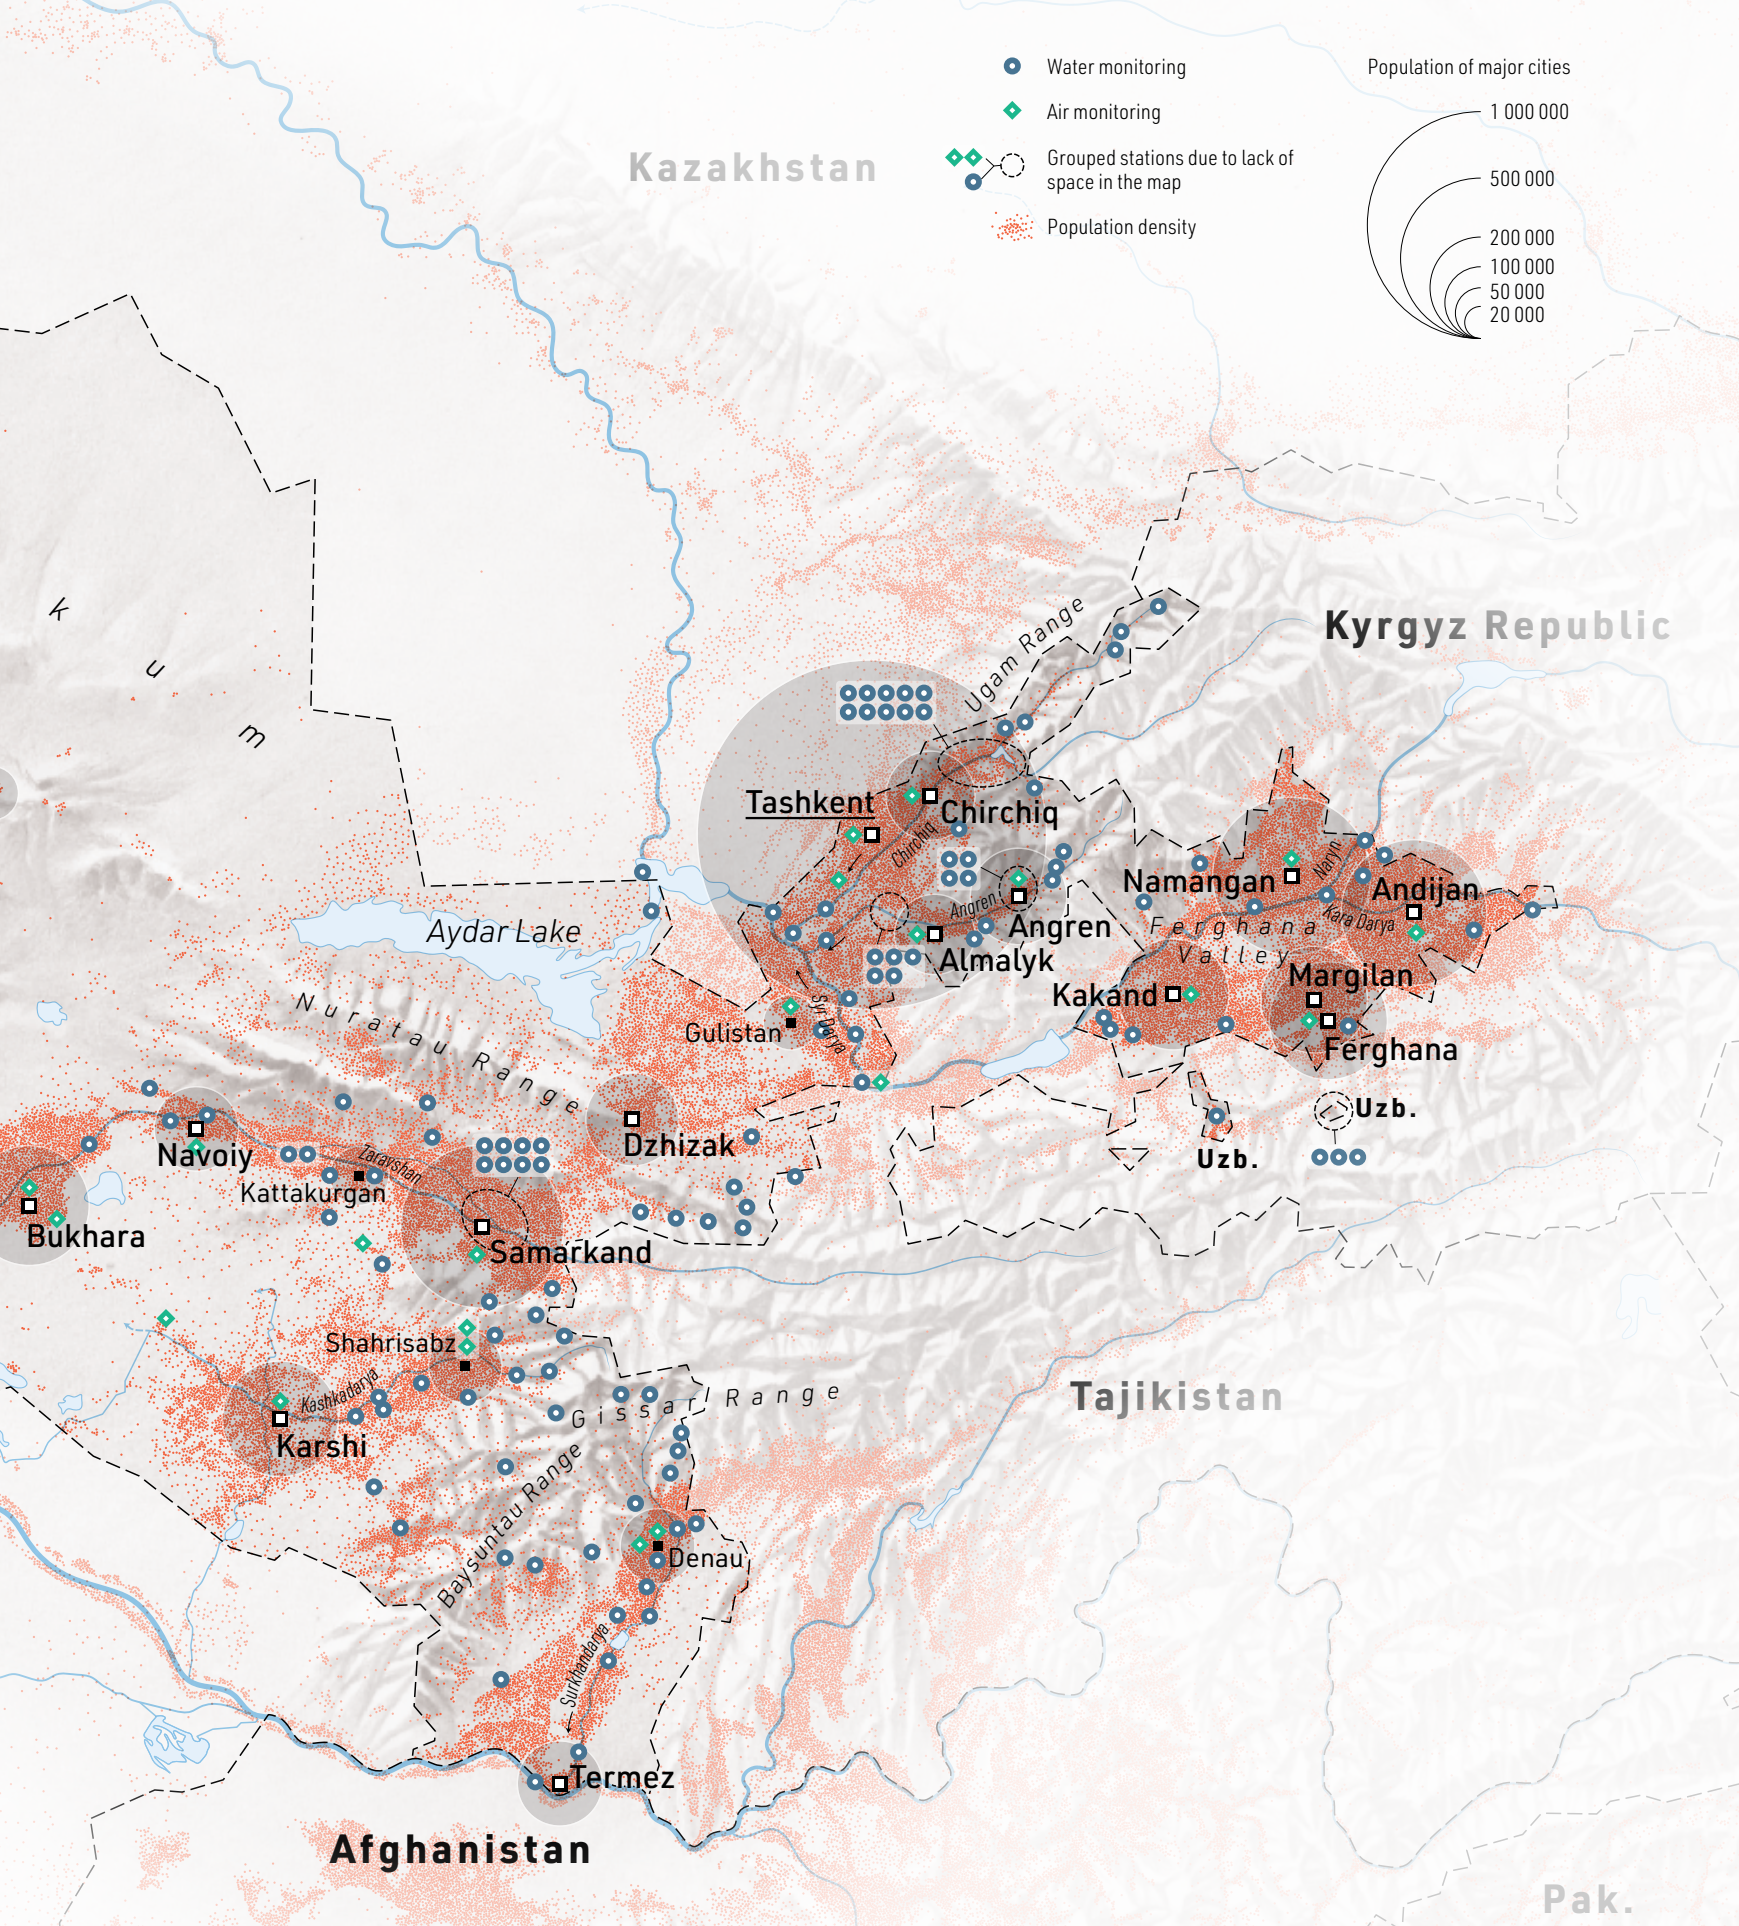 Water monitoring
Air monitoring
Grouped stations due to lack of
space in the map
Population density
Population of major cities
1 000 000
500 000
200 000
100 000
50 000
20 000
Kazakhstan
k
u
m
Kyrgyz Republic
Ugam Range
Tashkent
Chirchiq
Chirchiq
Angren
Angren
Almalyk
Namangan
Naryn
Andijan
Kara Darya
Ferghana
Valley
Margilan
Kakand
Ferghana
Aydar Lake
Gulistan
Syr Darya
Nuratau Range
Dzhizak
Uzb.
Uzb.
Navoiy
Zaravshan
Kattakurgan
Bukhara
Samarkand
Shahrisabz
Kashkadarya
Karshi
Gissar Range
Tajikistan
Baysuntau Range
Denau
Surkhandarya
Termez
Afghanistan
Pak.